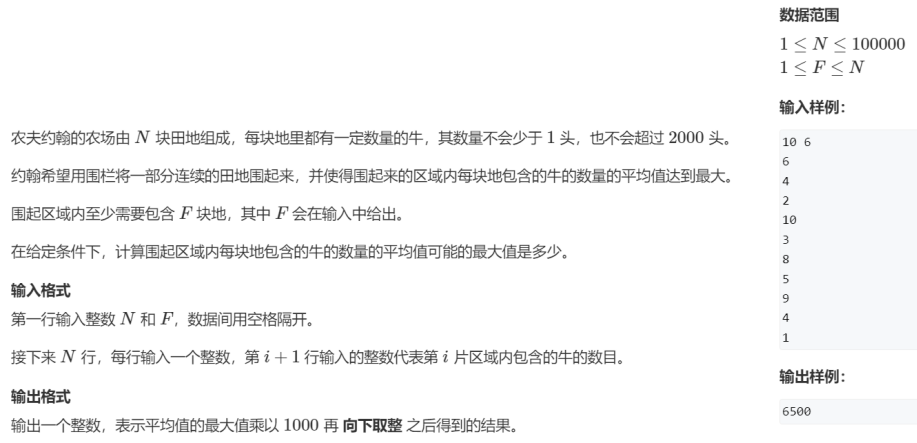 农夫约翰的农场由 N 块田地组成，每块地里都有一定数量的牛，其数量不会少于 1 头，也不会超过 2000 头。
约翰希望用围栏将一部分连续的田地围起来，并使得围起来的区域内每块地包含的牛的数量的平均值达到最大。
围起区域内至少需要包含 F 块地，其中 F 会在输入中给出。
在给定条件下，计算围起区域内每块地包含的牛的数量的平均值可能的最大值是多少。
输入格式
第一行输入整数 N 和 F，数据间用空格隔开。
接下来 N 行，每行输入一个整数，第 i + 1 行输入的整数代表第 i 片区域内包含的牛的数目。
输出格式
输出一个整数，表示平均值的最大值乘以 1000 再 向下取整 之后得到的结果。
数据范围
1 ≤ N ≤ 100000
1 ≤ F ≤ N
输入样例：
10 6
6
4
2
10
3
8
5
9
4
1
输出样例：
6500